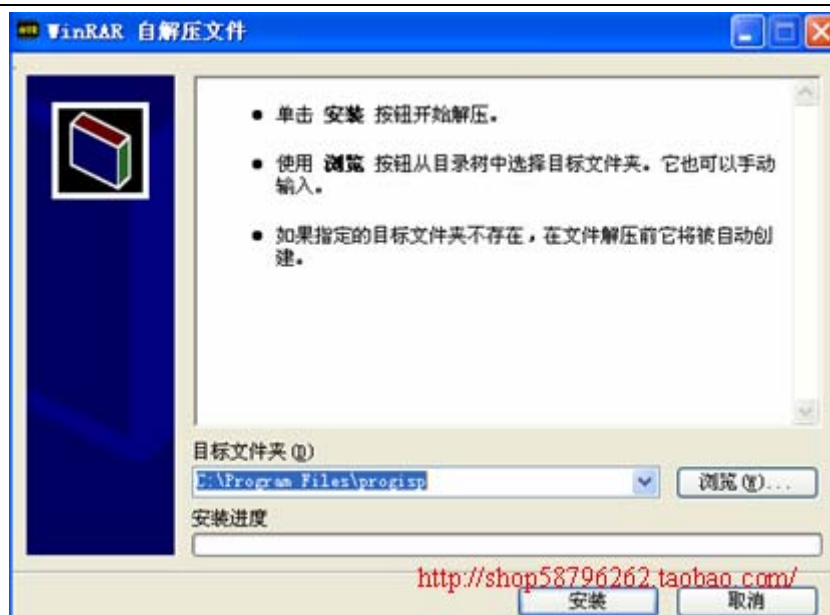 WinRAR 自解压文件
单击 安装 按钮开始解压。
使用 浏览 按钮从目录树中选择目标文件夹。它也可以手动
输入。
如果指定的目标文件夹不存在，在文件解压前它将被自动创
建。
目标文件夹(D)
C:\Program Files\progisp
浏览(W)...
安装进度
http://shop58796262.taobao.com/
安装
取消